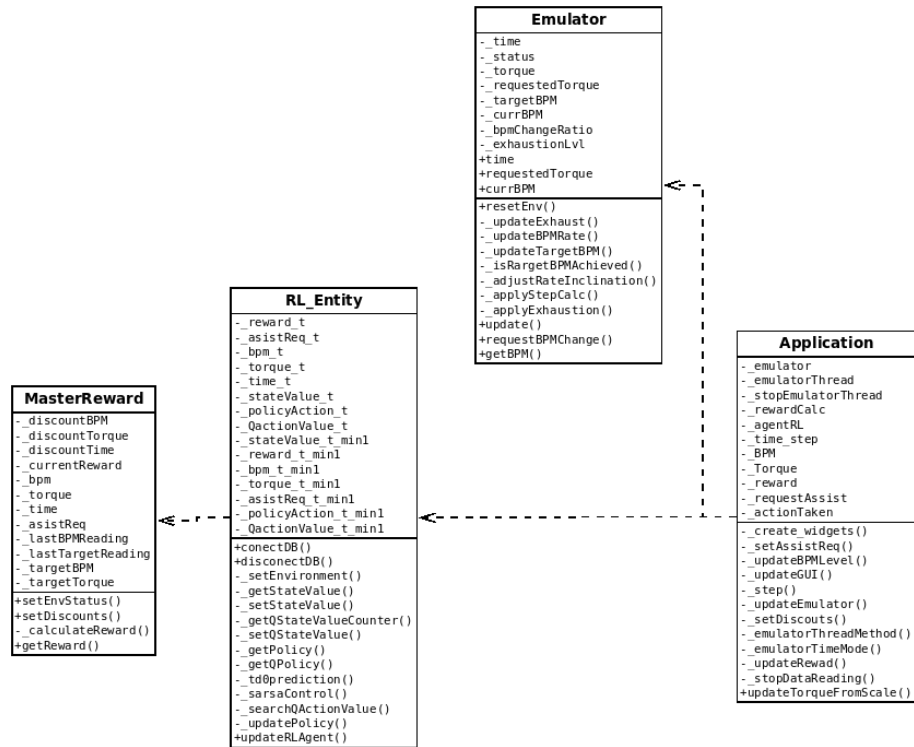 Emulator
-_time
-_status
-_torque
-_requestedTorque
-_targetBPM
-_currBPM
-_bpmChangeRatio
-_exhaustionLvl
+time
+requestedTorque
+currBPM
+resetEnv()
-_updateExhaust()
-_updateBPMRate()
-_updateTargetBPM()
-_isRargetBPMAchieved()
-_adjustRateInclination()
-_applyStepCalc()
-_applyExhaustion()
+update()
+requestBPMChange()
+getBPM()
RL_Entity
-_reward_t
-_asistReq_t
-_bpm_t
-_torque_t
-_time_t
-_stateValue_t
-_policyAction_t
-_QactionValue_t
-_stateValue_t_min1
-_reward_t_min1
-_bpm_t_min1
-_torque_t_min1
-_asistReq_t_min1
-_policyAction_t_min1
-_QactionValue_t_min1
+conectDB()
+disconectDB()
-_setEnvironment()
-_getStateValue()
-_setStateValue()
-_getQStateValueCounter()
-_setQStateValue()
-_getPolicy()
-_getQPolicy()
-_td0prediction()
-_sarsaControl()
-_searchQActionValue()
-_updatePolicy()
+updateRLAgent()
Application
-_emulator
-_emulatorThread
-_stopEmulatorThread
-_rewardCalc
-_agentRL
-_time_step
-_BPM
-_Torque
-_reward
-_requestAssist
-_actionTaken
-_create_widgets()
-_setAssistReq()
-_updateBPMLevel()
-_updateGUI()
-_step()
-_updateEmulator()
-_setDiscouts()
-_emulatorThreadMethod()
-_emulatorTimeMode()
-_updateRewad()
-_stopDataReading()
+updateTorqueFromScale()
MasterReward
-_discountBPM
-_discountTorque
-_discountTime
-_currentReward
-_bpm
-_torque
-_time
-_asistReq
-_lastBPMReading
-_lastTargetReading
-_targetBPM
-_targetTorque
+setEnvStatus()
+setDiscounts()
-_calculateReward()
+getReward()